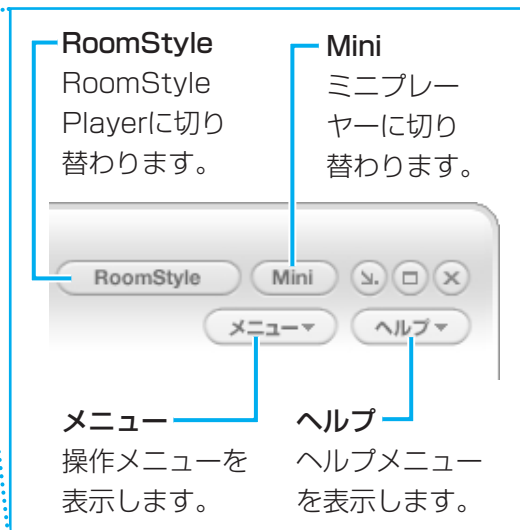 RoomStyle
RoomStyle
Playerに切り
替わります。
Mini
ミニプレー
ヤーに切り
替わります。
RoomStyle
Mini
メニュー
ヘルプ
メニュー
操作メニューを
表示します。
ヘルプ
ヘルプメニュー
を表示します。